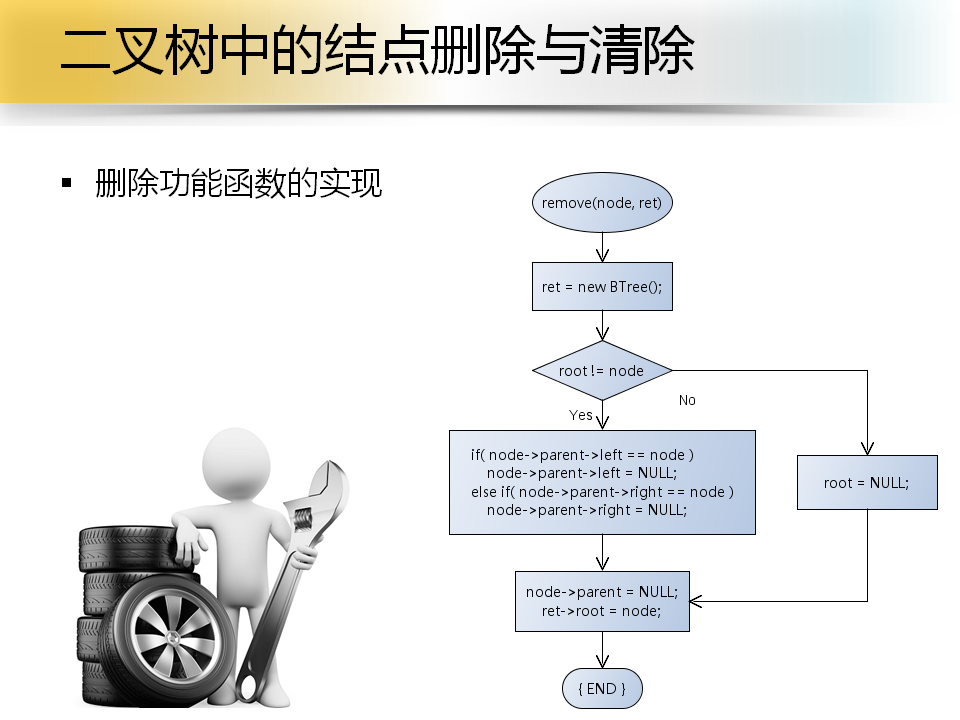 二叉树中的结点删除与清除
▪ 删除功能函数的实现
remove(node, ret)
ret = new BTree();
root != node
No
Yes
if( node->parent->left == node )
node->parent->left = NULL;
else if( node->parent->right == node )
node->parent->right = NULL;
root = NULL;
node->parent = NULL;
ret->root = node;
{ END }